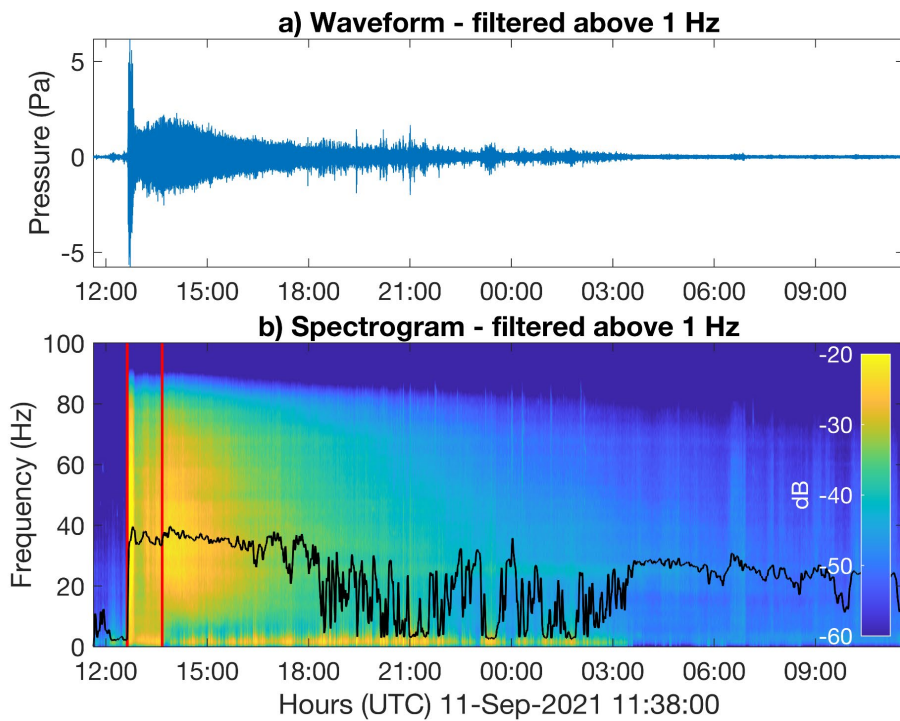 a) Waveform - filtered above 1 Hz
Pressure (Pa)
5
0
-5
12:00 15:00 18:00 21:00 00:00 03:00 06:00 09:00
b) Spectrogram - filtered above 1 Hz
Frequency (Hz)
100
80
60
40
20
0
dB
-20
-30
-40
-50
-60
12:00 15:00 18:00 21:00 00:00 03:00 06:00 09:00
Hours (UTC) 11-Sep-2021 11:38:00